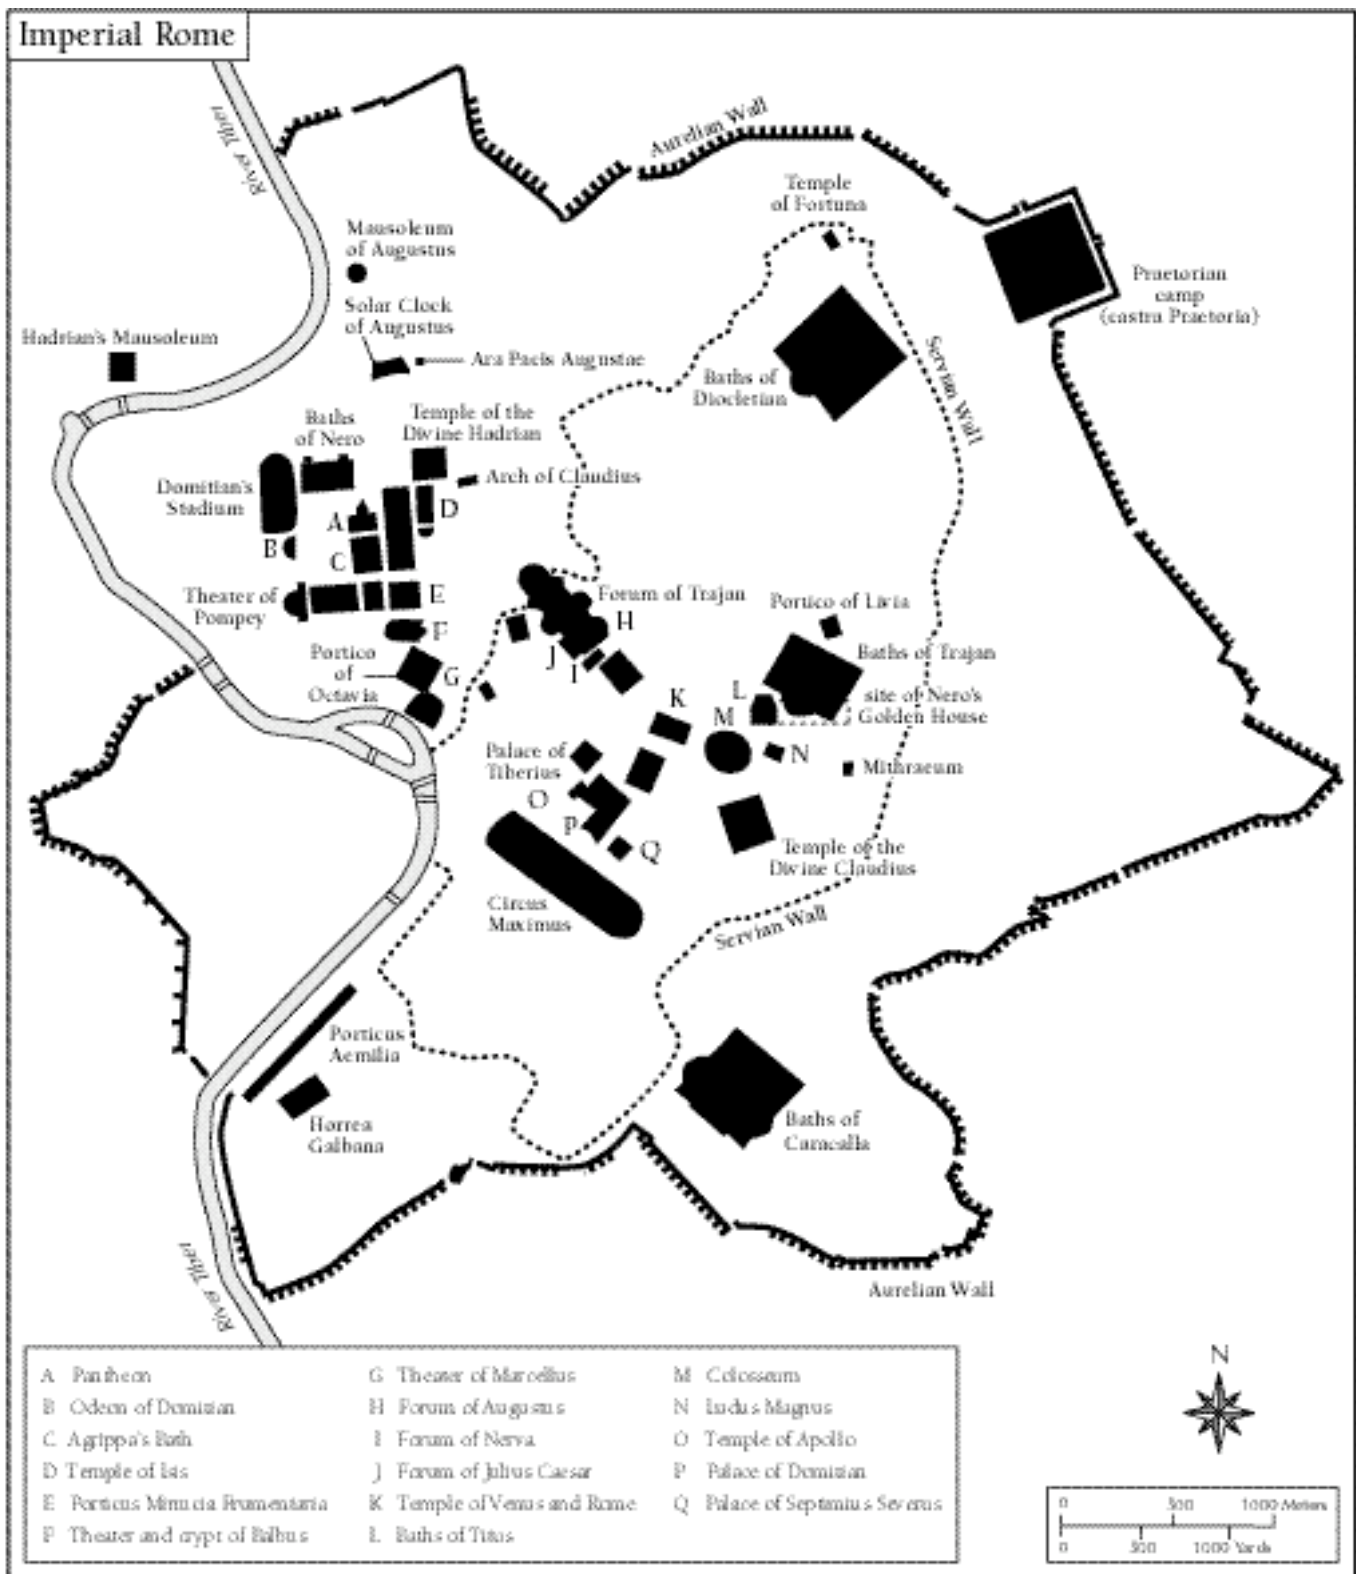 Imperial Rome
River Tiber
Aurelian Wall
Temple
of Fortuna
Mausoleum
of Augustus
Praetorian
camp
(castra Praetoria)
Solar Clock
of Augustus
Hadrian's Mausoleum
Ara Pacis Augustae
Servian Wall
Baths of
Diocletian
Baths
of Nero
Temple of the
Divine Hadrian
Arch of Claudius
Domitian's
Stadium
A
D
B
C
Theater of
Pompey
E
Forum of Trajan
Portico of Livia
F
H
Portico
of
Octavia
G
J
I
Baths of Trajan
K
L
M
site of Nero's
Golden House
Palace of
Tiberius
N
Mithraeum
O
P
Q
Temple of the
Divine Claudius
Circus
Maximus
Servian Wall
Porticus
Aemilia
Horrea
Galbana
Baths of
Caracalla
River Tiber
Aurelian Wall
A Pantheon
B Odeon of Domitian
C Agrippa's Bath
D Temple of Isis
E Porticus Minucia Frumentaria
F Theater and crypt of Balbus
G Theater of Marcellus
H Forum of Augustus
I Forum of Nerva
J Forum of Julius Caesar
K Temple of Venus and Rome
L Baths of Titus
M Colosseum
N Ludus Magnus
O Temple of Apollo
P Palace of Domitian
Q Palace of Septimius Severus
N
0 500 1000 Meters
0 500 1000 Yards